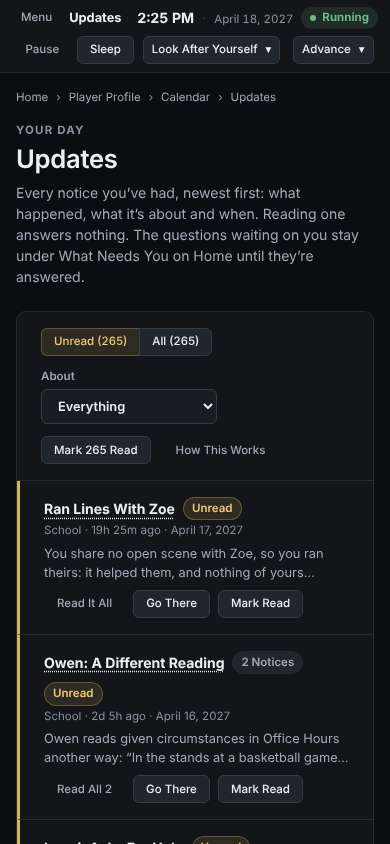 Menu Updates 2:25 PM · April 18, 2027 Running
Pause Sleep Look After Yourself Advance
Home › Player Profile › Calendar › Updates
YOUR DAY
Updates
Every notice you’ve had, newest first: what
happened, what it’s about and when. Reading one
answers nothing. The questions waiting on you stay
under What Needs You on Home until they’re
answered.
Unread (265) All (265)
About
Everything
Mark 265 Read How This Works
Ran Lines With Zoe Unread
School · 19h 25m ago · April 17, 2027
You share no open scene with Zoe, so you ran
theirs: it helped them, and nothing of yours…
Read It All Go There Mark Read
Owen: A Different Reading 2 Notices
Unread
School · 2d 5h ago · April 16, 2027
Owen reads given circumstances in Office Hours
another way: “In the stands at a basketball game…
Read All 2 Go There Mark Read